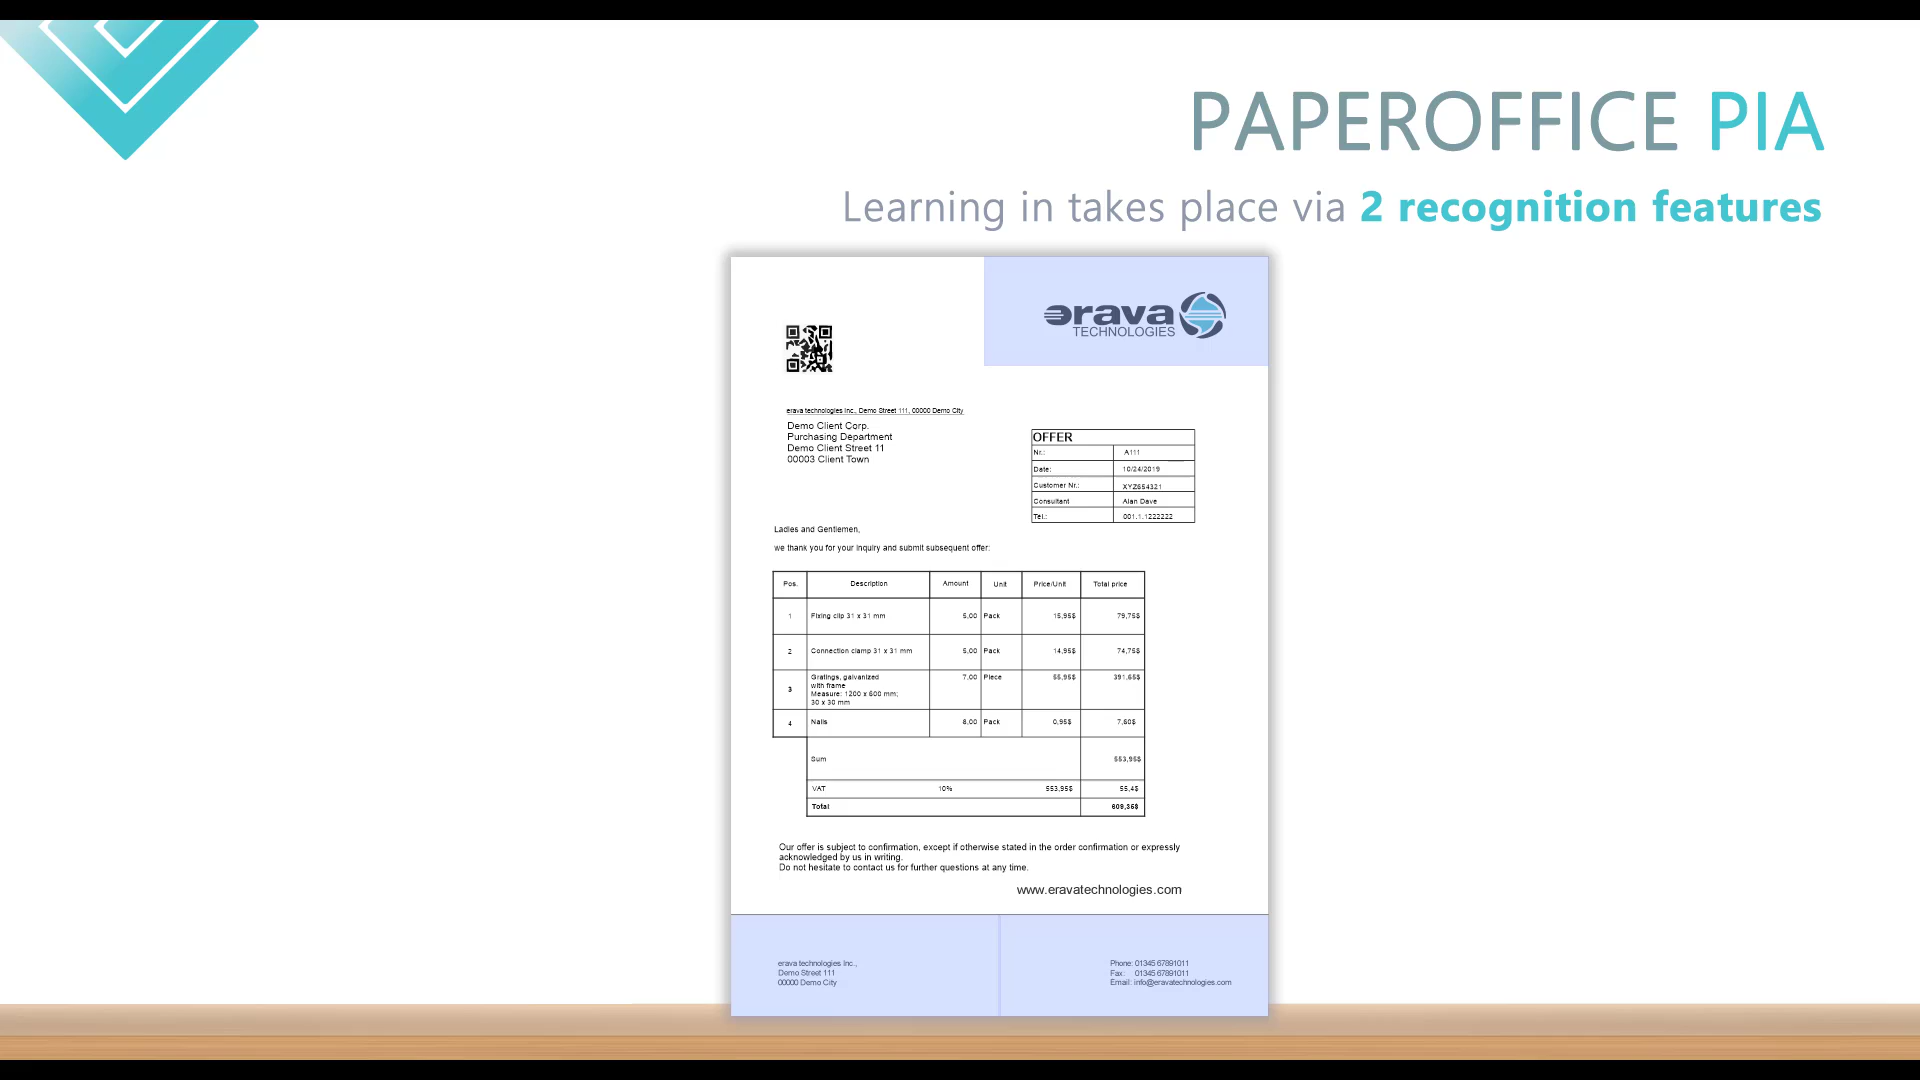 PAPEROFFICE PIA
Learning in takes place via 2 recognition features
erava
TECHNOLOGIES
erava technologies Inc., Demo Street 111, 00000 Demo City
Demo Client Corp.
Purchasing Department
Demo Client Street 11
00003 Client Town
OFFER
Nr.: A111
Date: 10/24/2019
Customer Nr.: XYZ654321
Consultant Alan Dave
Tel.: 001.1.1222222
Ladies and Gentlemen,
we thank you for your inquiry and submit subsequent offer:
Pos. Description Amount Unit Price/Unit Total price
1 Fixing clip 31 x 31 mm 5,00 Pack 15,95$ 79,75$
2 Connection clamp 31 x 31 mm 5,00 Pack 14,95$ 74,75$
3 Gratings, galvanized 7,00 Piece 55,95$ 391,65$
with frame
Measure: 1200 x 600 mm;
30 x 30 mm
4 Nails 8,00 Pack 0,95$ 7,60$
Sum 553,95$
VAT 10% 553,95$ 55,4$
Total 609,35$
Our offer is subject to confirmation, except if otherwise stated in the order confirmation or expressly
acknowledged by us in writing.
Do not hesitate to contact us for further questions at any time.
www.eravatechnologies.com
erava technologies Inc.,
Demo Street 111
00000 Demo City
Phone: 01345 67891011
Fax: 01345 67891011
Email: info@eravatechnologies.com